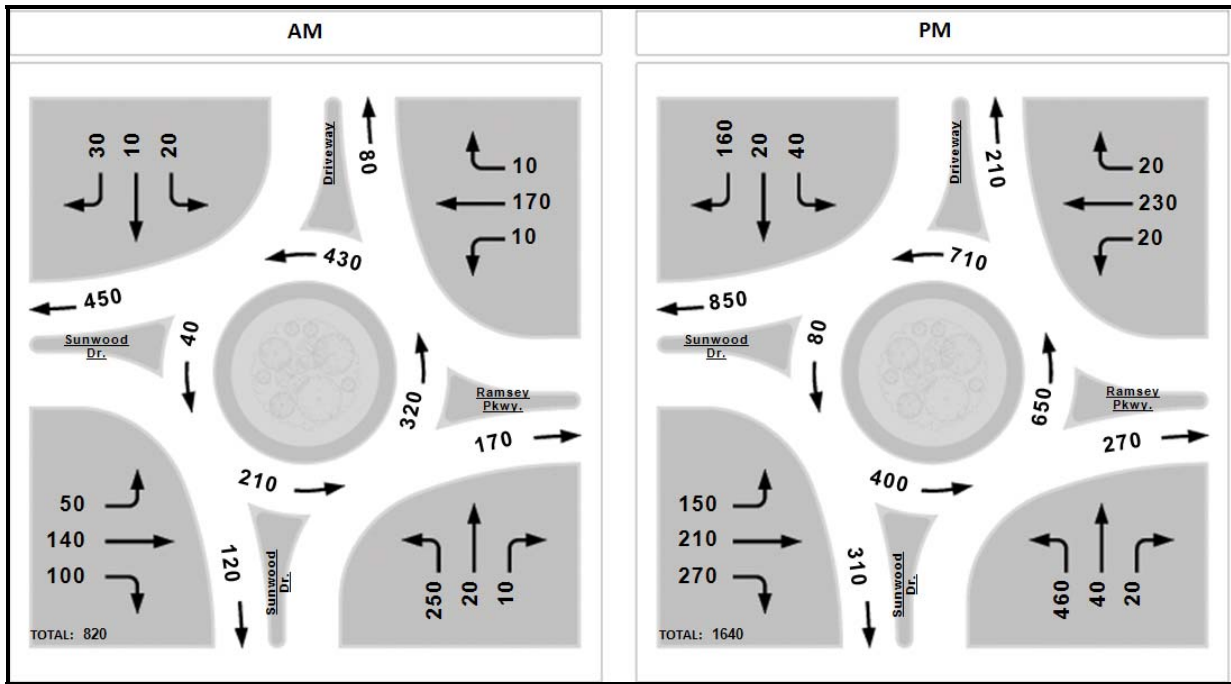 AM
30 10 20
Driveway
80
10
170
10
430
450
Sunwood
Dr.
40
320
Ramsey
Pkwy.
170
210
50
140
100
120
Sunwood
Dr.
250 20 10
TOTAL: 820
PM
160 20 40
Driveway
210
20
230
20
710
850
Sunwood
Dr.
80
650
Ramsey
Pkwy.
270
400
150
210
270
310
Sunwood
Dr.
460 40 20
TOTAL: 1640